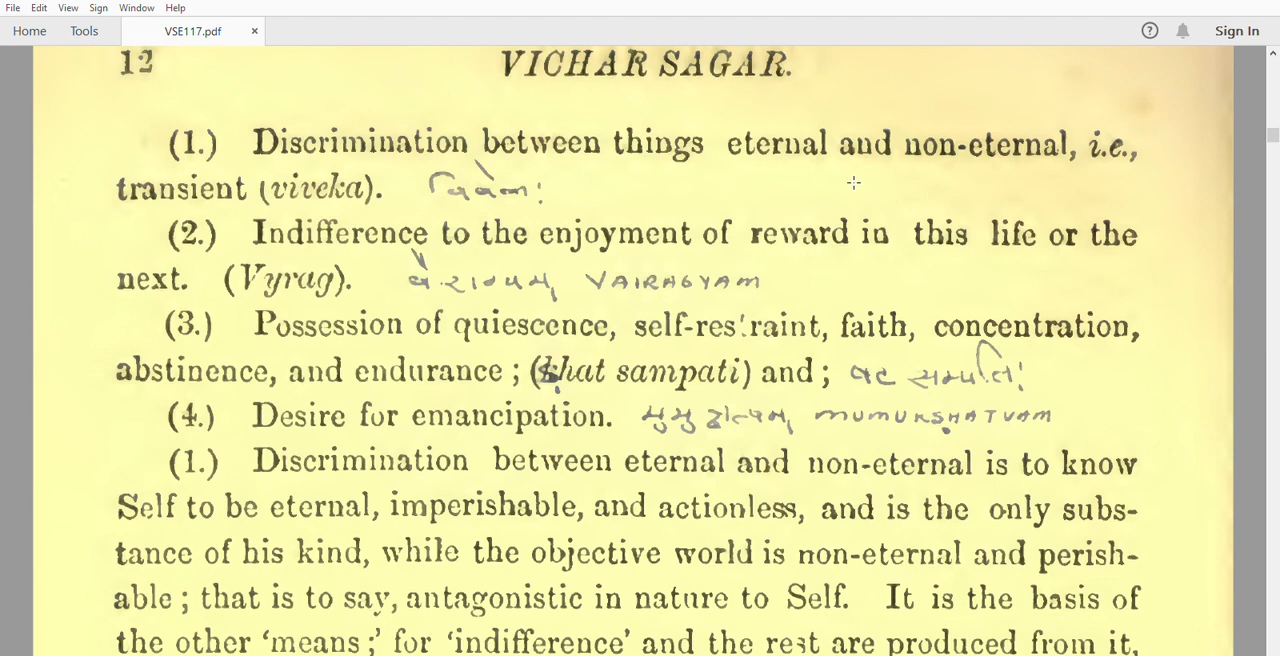 File Edit View Sign Window Help
Home Tools VSE117.pdf × Sign In
12 VICHAR SAGAR.
(1.) Discrimination between things eternal and non-eternal, i.e.,
transient (viveka).
(2.) Indifference to the enjoyment of reward in this life or the
next. (Vyrag). VAIRAGYAM
(3.) Possession of quiescence, self-restraint, faith, concentration,
abstinence, and endurance ; (shat sampati) and ;
(4.) Desire for emancipation. MUMUKSHATVAM
(1.) Discrimination between eternal and non-eternal is to know
Self to be eternal, imperishable, and actionless, and is the only subs-
tance of his kind, while the objective world is non-eternal and perish-
able ; that is to say, antagonistic in nature to Self. It is the basis of
the other ‘means ;’ for ‘indifference’ and the rest are produced from it,